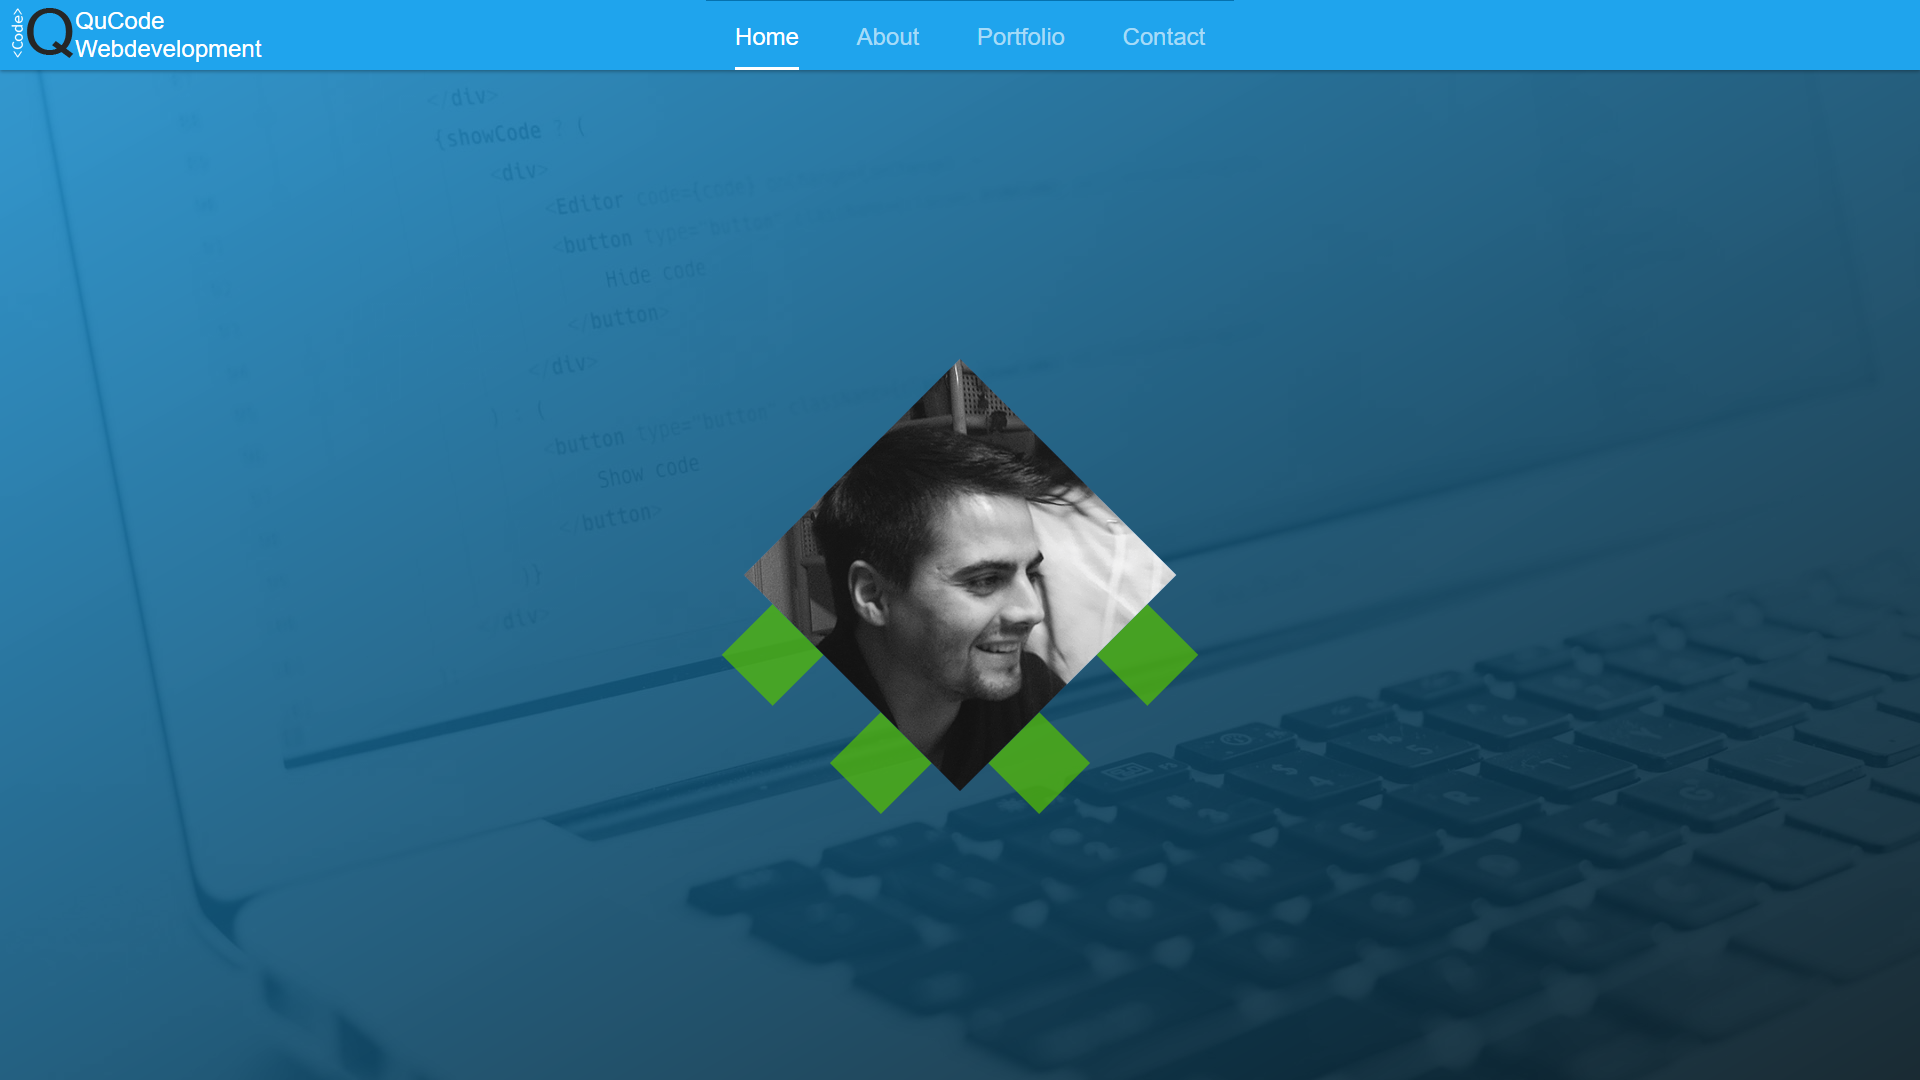 <Code>
Q
QuCode
Webdevelopment
Home
About
Portfolio
Contact
</div>
{showCode ? (
<div>
<Editor code={code}
<button type="button"
Hide code
</button>
</div>
) : (
<button type="button"
Show code
</button>
)}
</div>